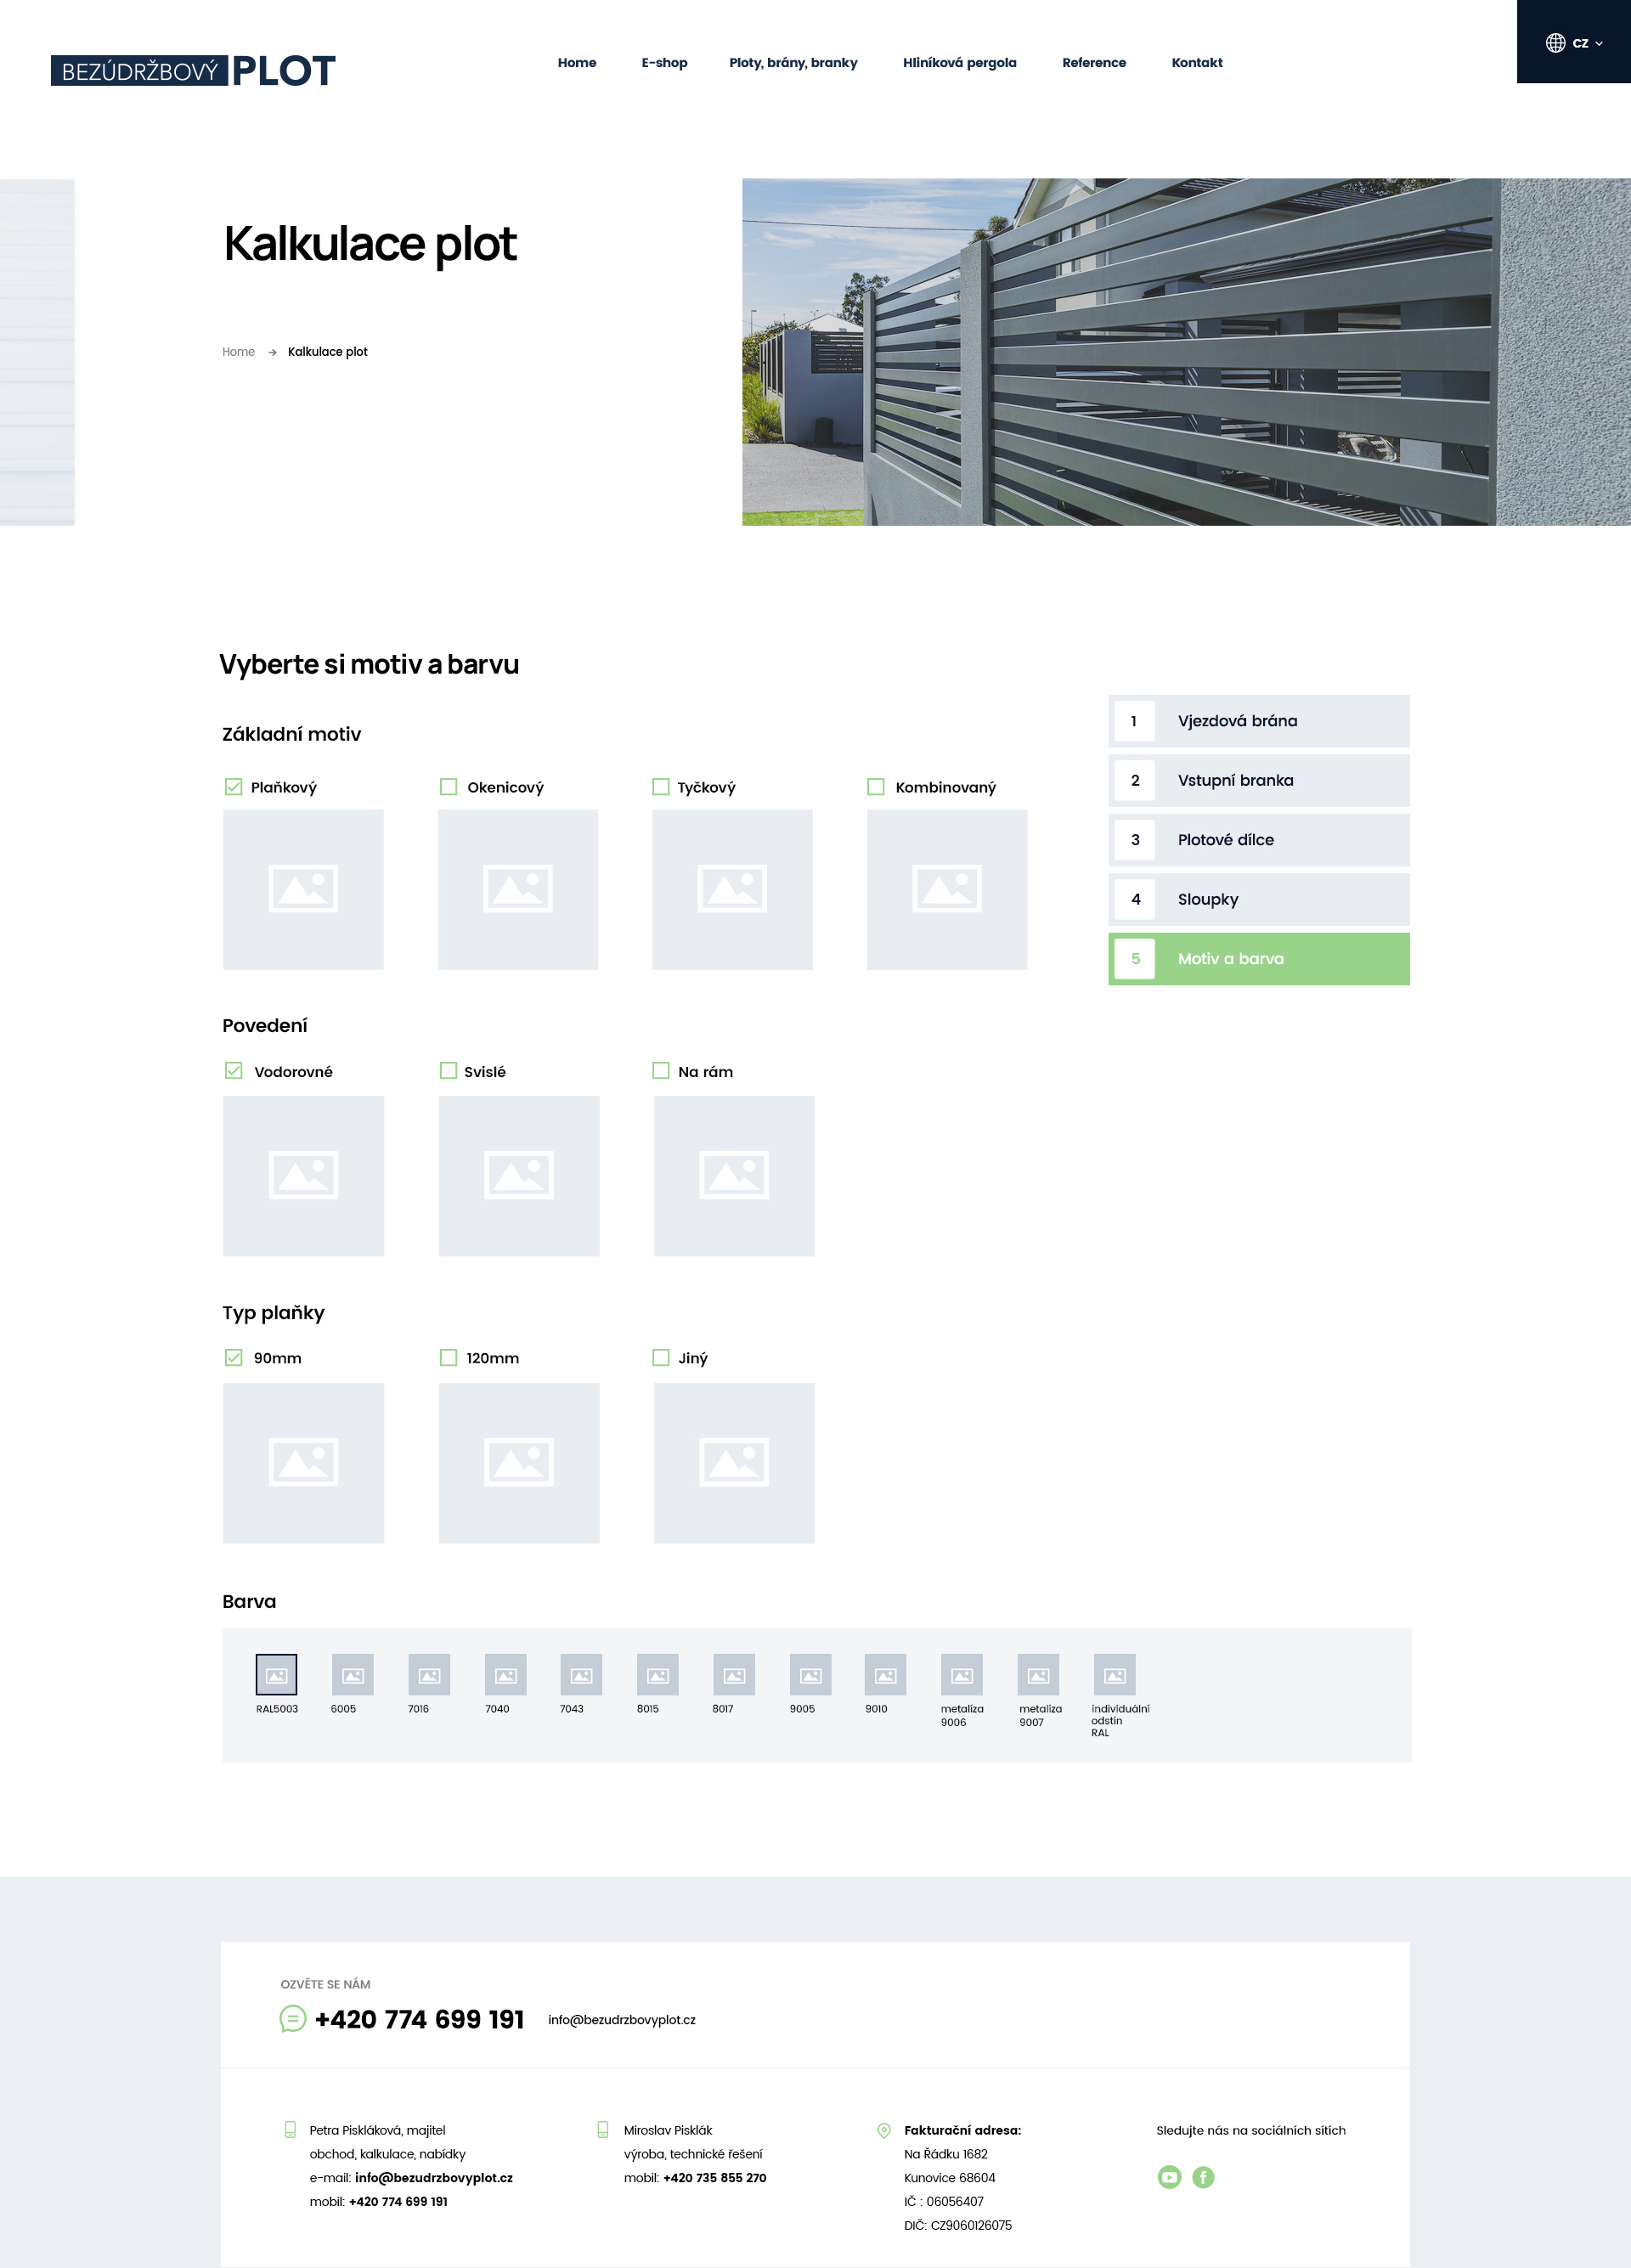 BEZÚDRŽBOVÝ PLOT
Home E-shop Ploty, brány, branky Hliníková pergola Reference Kontakt
CZ
Kalkulace plot
Home → Kalkulace plot
Vyberte si motiv a barvu
Základní motiv
Plaňkový Okenicový Tyčkový Kombinovaný
Povedení
Vodorovné Svislé Na rám
Typ plaňky
90mm 120mm Jiný
1 Vjezdová brána
2 Vstupní branka
3 Plotové dílce
4 Sloupky
5 Motiv a barva
Barva
RAL5003 6005 7016 7040 7043 8015 8017 9005 9010
metalíza
9006
metalíza
9007
individuální
odstín
RAL
OZVĚTE SE NÁM
+420 774 699 191 info@bezudrzbovyplot.cz
Petra Piskláková, majitel
obchod, kalkulace, nabídky
e-mail: info@bezudrzbovyplot.cz
mobil: +420 774 699 191
Miroslav Pisklák
výroba, technické řešení
mobil: +420 735 855 270
Fakturační adresa:
Na Řádku 1682
Kunovice 68604
IČ : 06056407
DIČ: CZ9060126075
Sledujte nás na sociálních sítích